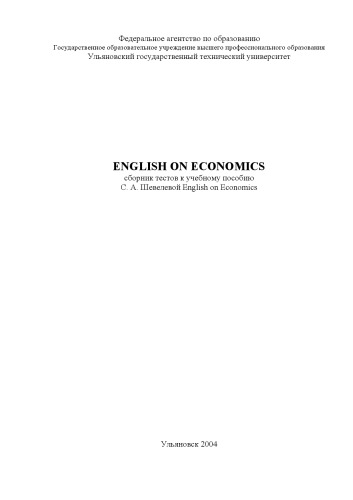 Федеральное агентство по образованию
Государственное образовательное учреждение высшего профессионального образования
Ульяновский государственный технический университет
ENGLISH ON ECONOMICS
сборник тестов к учебному пособию
С. А. Шевелевой English on Economics
Ульяновск 2004